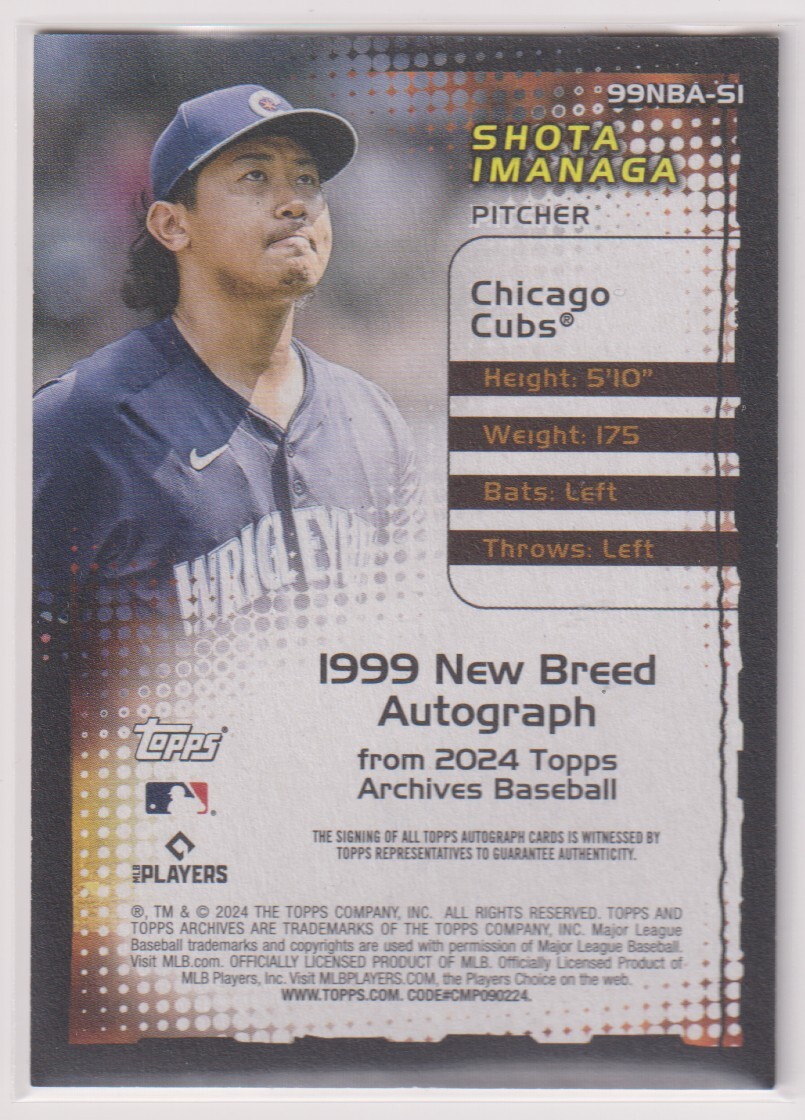 99NBA-SI
SHOTA
IMANAGA
PITCHER
Chicago
Cubs®
Height: 5'10"
Weight: 175
Bats: Left
Throws: Left
WRIGLEYV
1999 New Breed
Autograph
from 2024 Topps
Archives Baseball
topps®
THE SIGNING OF ALL TOPPS AUTOGRAPH CARDS IS WITNESSED BY
TOPPS REPRESENTATIVES TO GUARANTEE AUTHENTICITY.
MLB PLAYERS
®, TM & © 2024 THE TOPPS COMPANY, INC. ALL RIGHTS RESERVED. TOPPS AND
TOPPS ARCHIVES ARE TRADEMARKS OF THE TOPPS COMPANY, INC. Major League
Baseball trademarks and copyrights are used with permission of Major League Baseball.
Visit MLB.com. OFFICIALLY LICENSED PRODUCT OF MLB. Officially Licensed Product of
MLB Players, Inc. Visit MLBPLAYERS.COM, the Players Choice on the web.
WWW.TOPPS.COM. CODE#CMP090224.